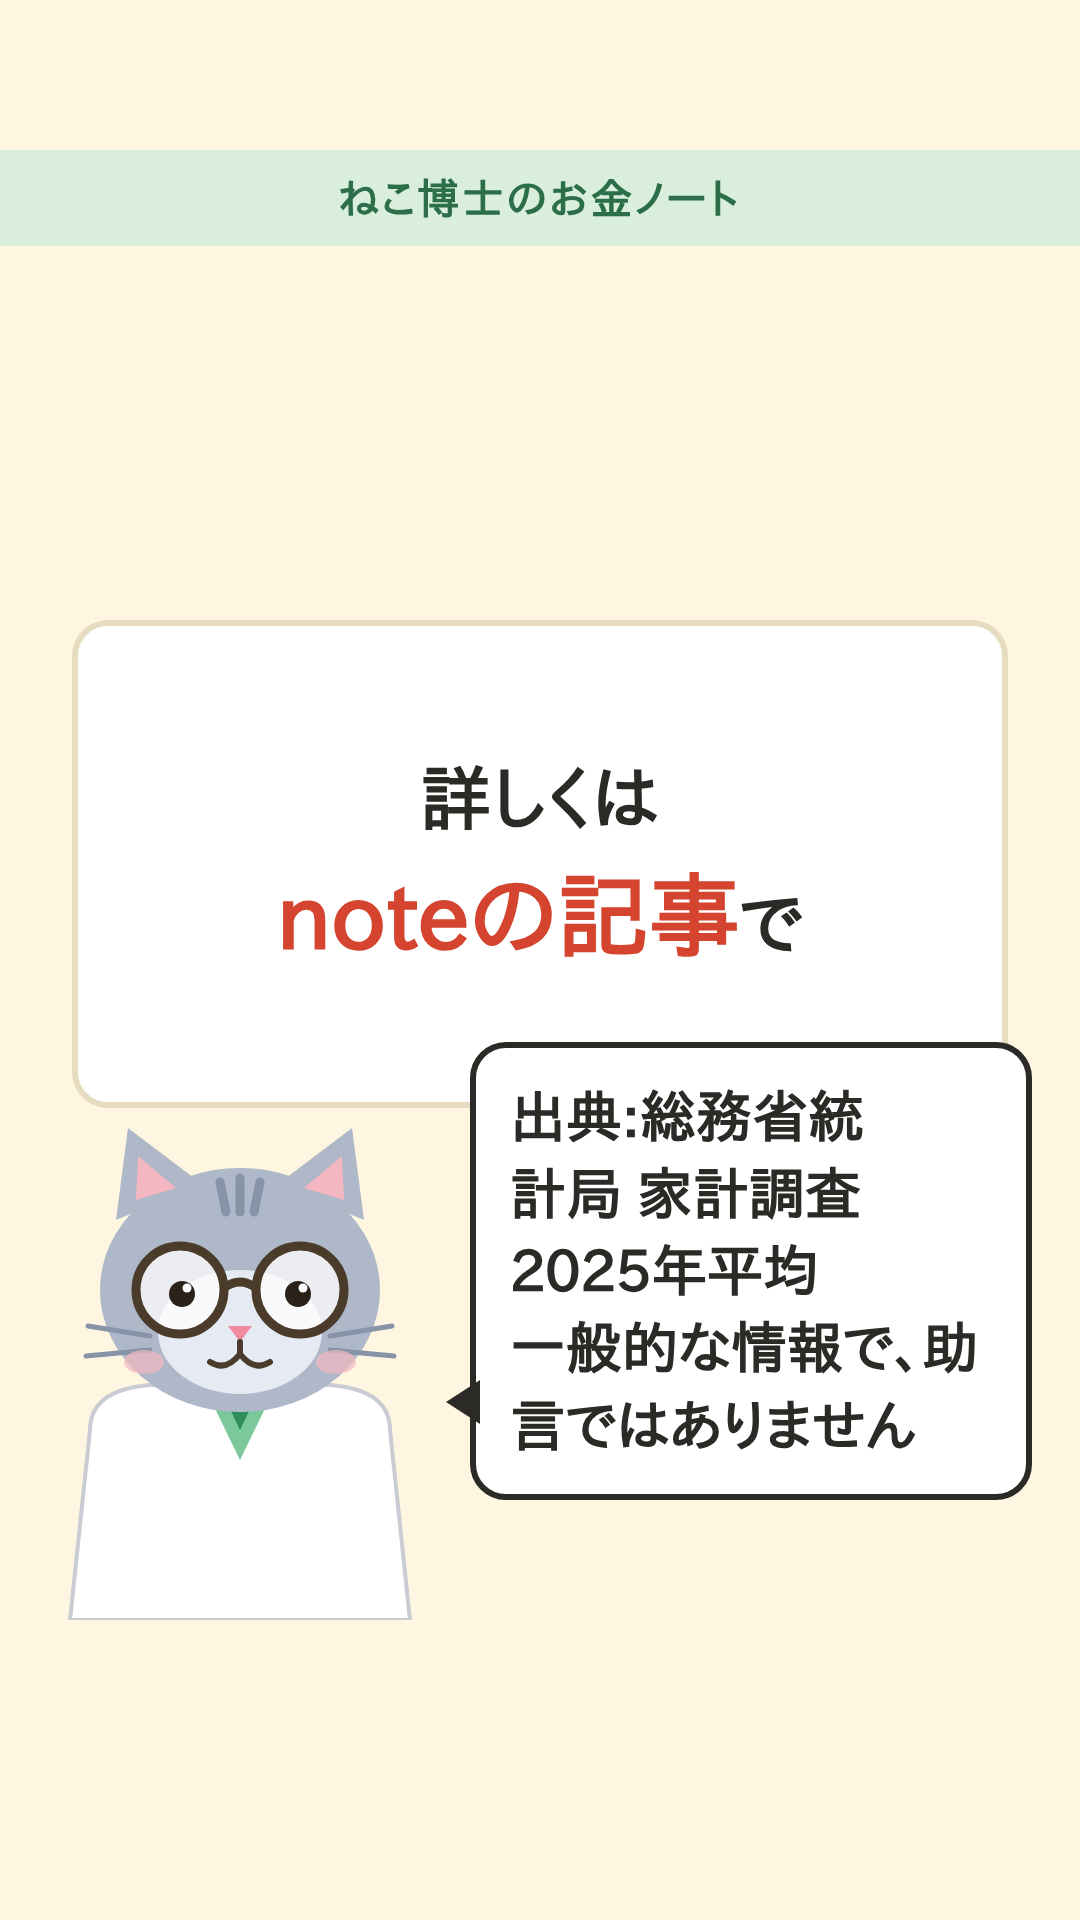 ねこ博士のお金ノート
詳しくは
noteの記事で
出典:総務省統
計局 家計調査
2025年平均
一般的な情報で、助
言ではありません